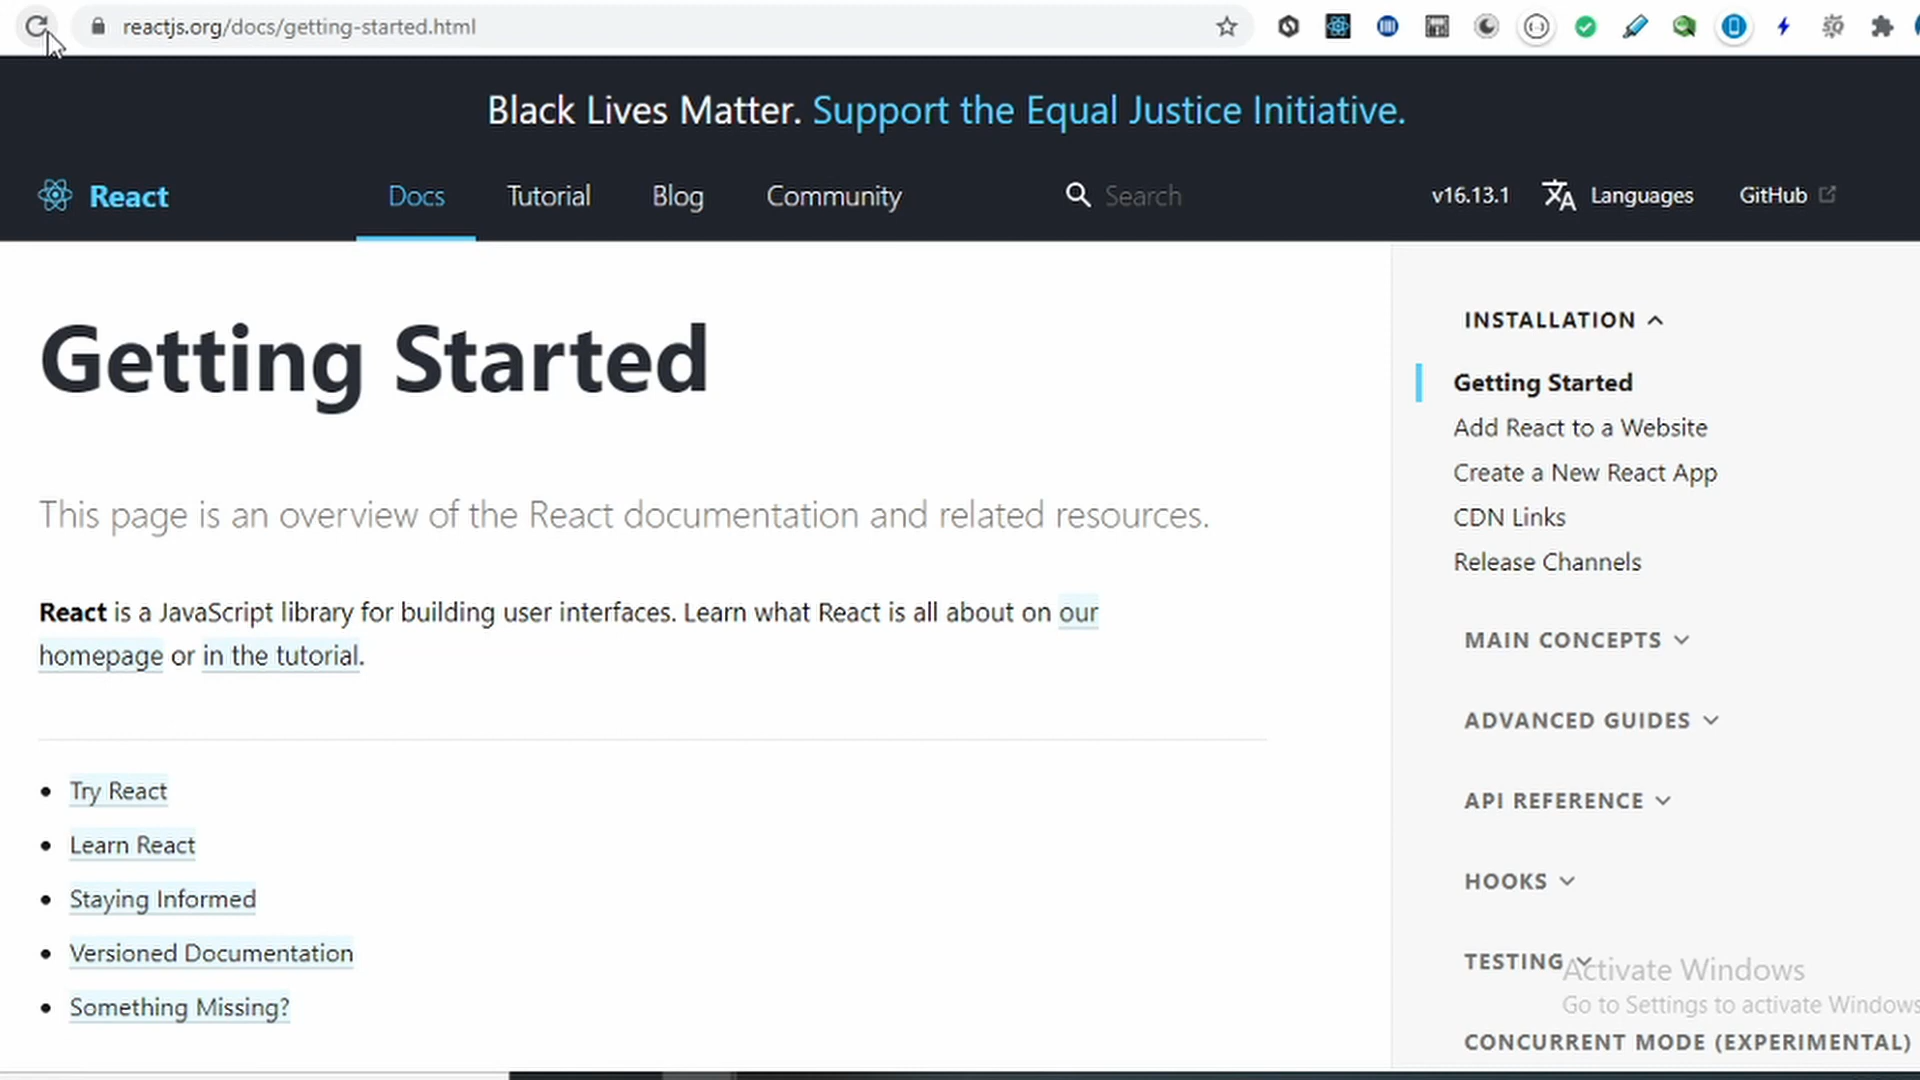 reactjs.org/docs/getting-started.html
Black Lives Matter. Support the Equal Justice Initiative.
React Docs Tutorial Blog Community Search v16.13.1 Languages GitHub
Getting Started
This page is an overview of the React documentation and related resources.
React is a JavaScript library for building user interfaces. Learn what React is all about on our
homepage or in the tutorial.
Try React
Learn React
Staying Informed
Versioned Documentation
Something Missing?
INSTALLATION
Getting Started
Add React to a Website
Create a New React App
CDN Links
Release Channels
MAIN CONCEPTS
ADVANCED GUIDES
API REFERENCE
HOOKS
TESTING
CONCURRENT MODE (EXPERIMENTAL)
Activate Windows
Go to Settings to activate Windows